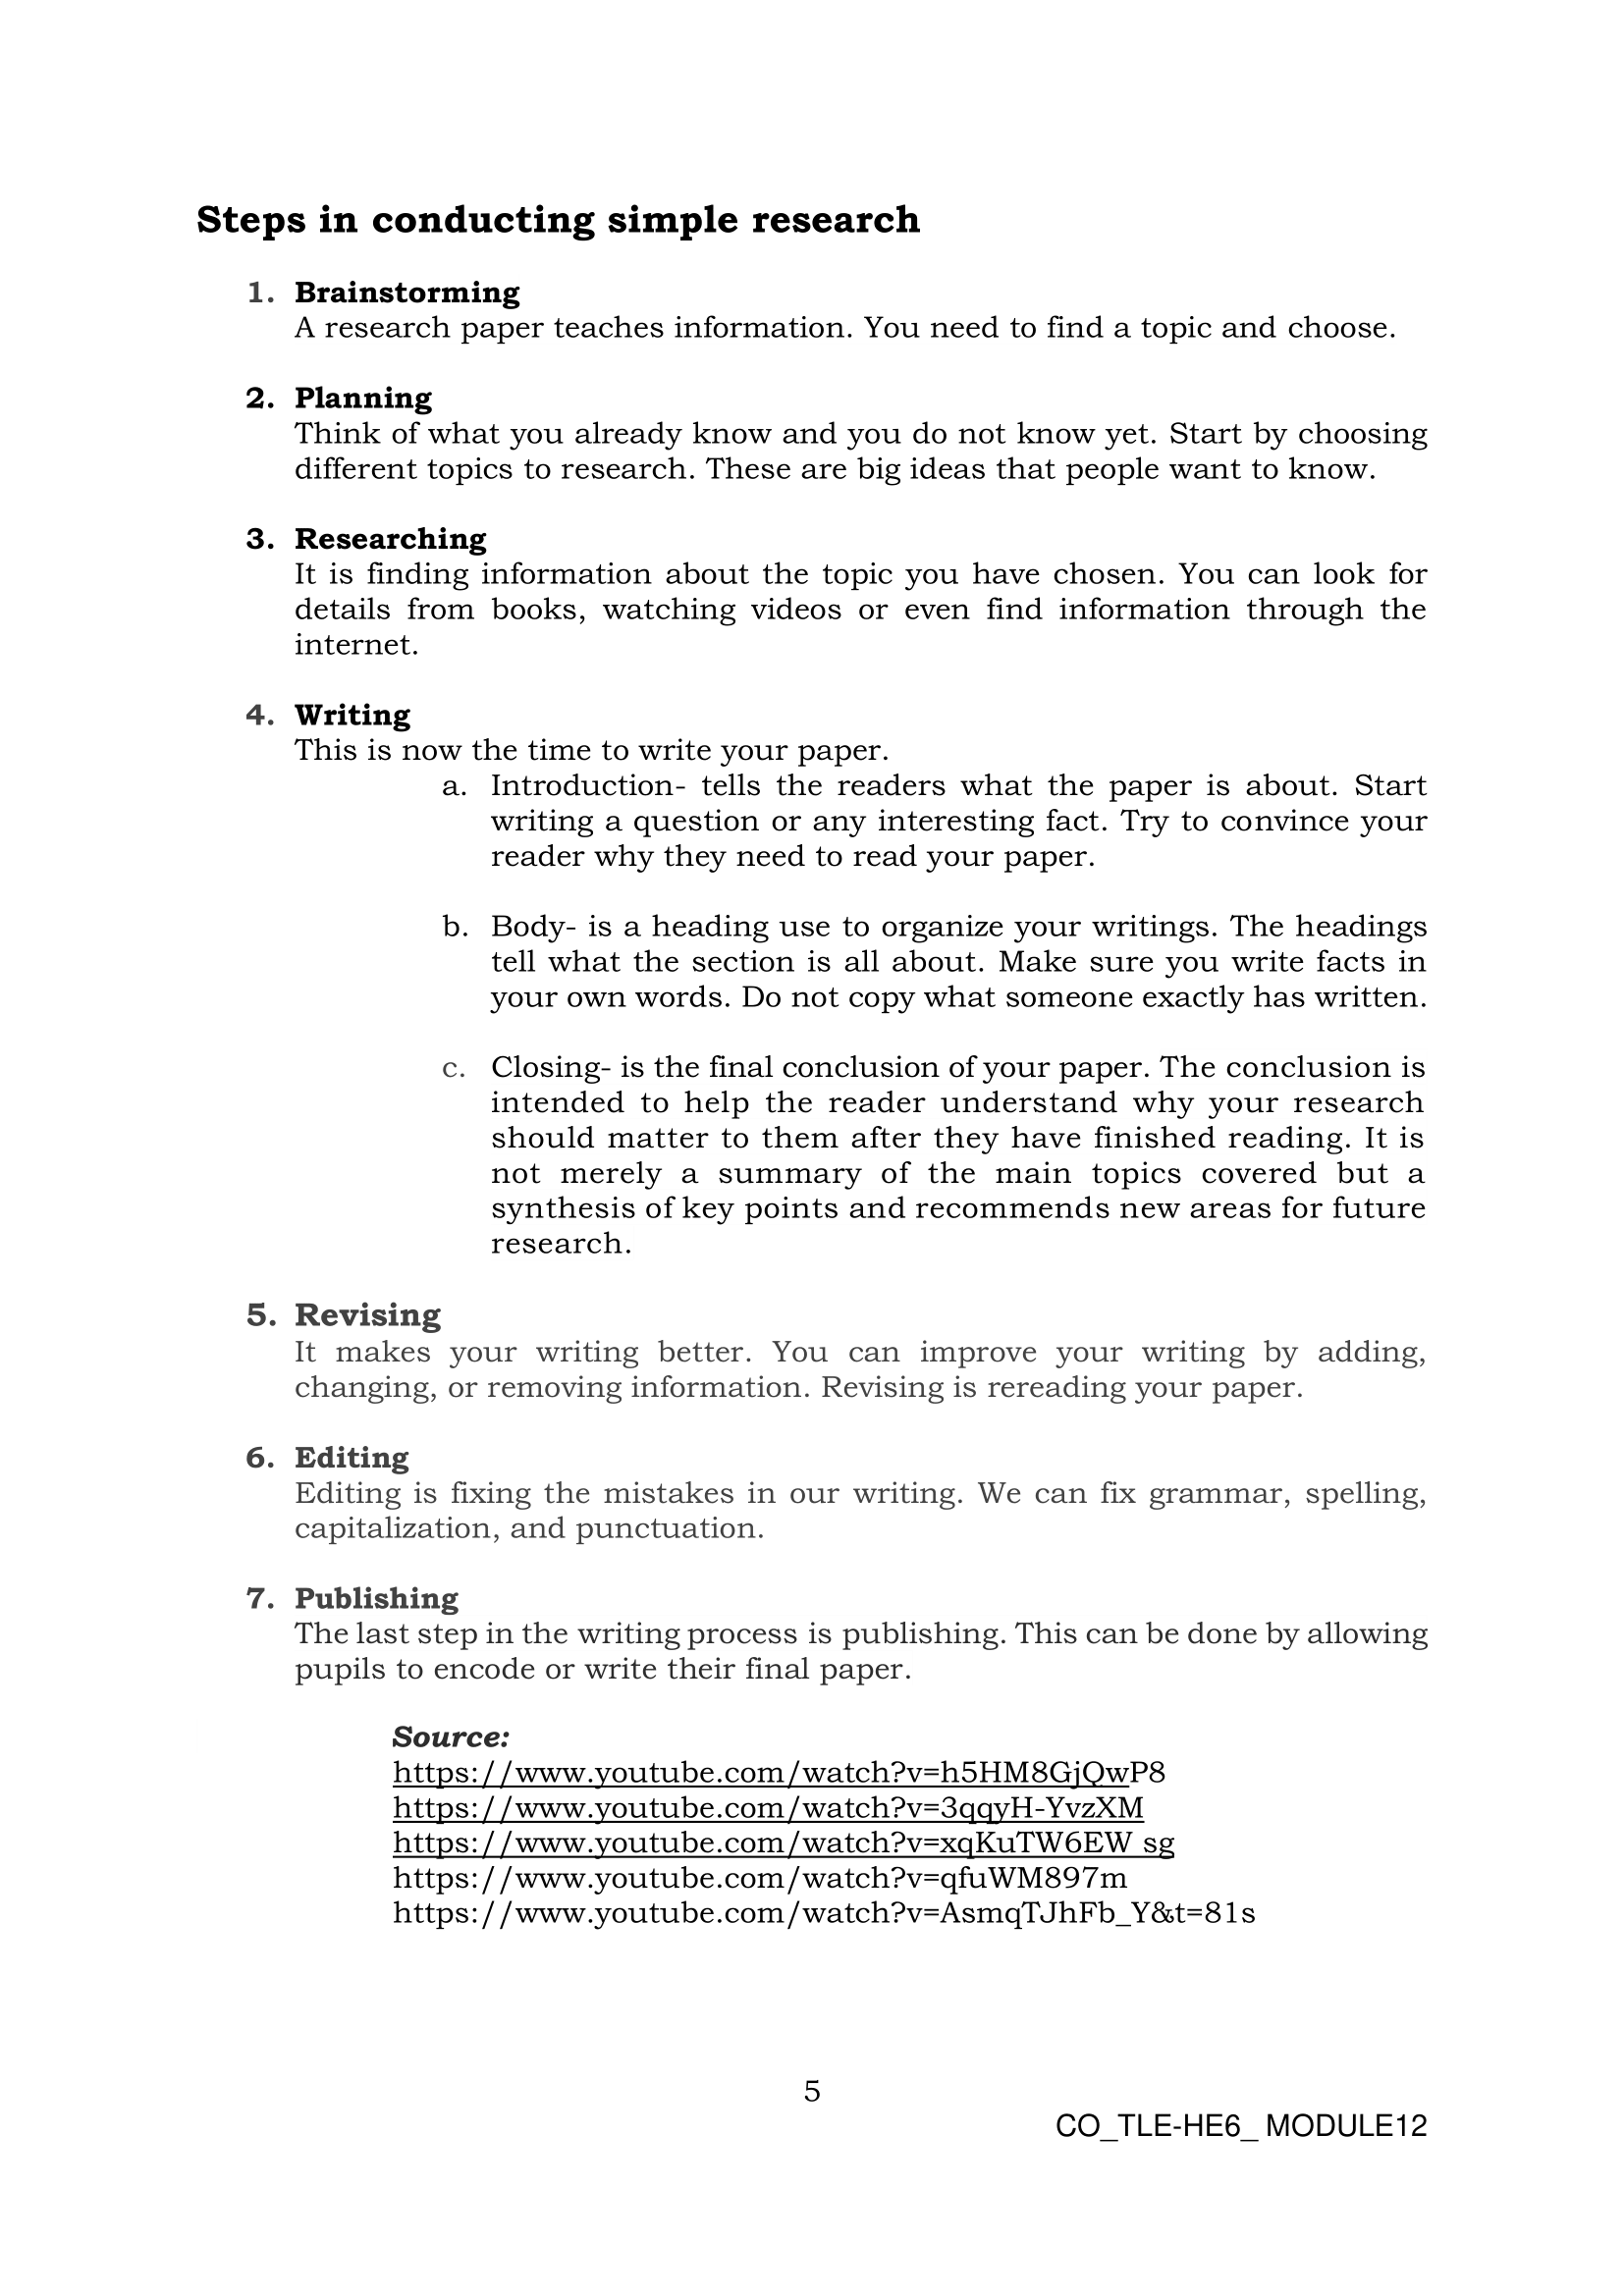 Steps in conducting simple research
1. Brainstorming
A research paper teaches information. You need to find a topic and choose.
2. Planning
Think of what you already know and you do not know yet. Start by choosing
different topics to research. These are big ideas that people want to know.
3. Researching
It is finding information about the topic you have chosen. You can look for
details from books, watching videos or even find information through the
internet.
4. Writing
This is now the time to write your paper.
a. Introduction- tells the readers what the paper is about. Start
writing a question or any interesting fact. Try to convince your
reader why they need to read your paper.
b. Body- is a heading use to organize your writings. The headings
tell what the section is all about. Make sure you write facts in
your own words. Do not copy what someone exactly has written.
c. Closing- is the final conclusion of your paper. The conclusion is
intended to help the reader understand why your research
should matter to them after they have finished reading. It is
not merely a summary of the main topics covered but a
synthesis of key points and recommends new areas for future
research.
5. Revising
It makes your writing better. You can improve your writing by adding,
changing, or removing information. Revising is rereading your paper.
6. Editing
Editing is fixing the mistakes in our writing. We can fix grammar, spelling,
capitalization, and punctuation.
7. Publishing
The last step in the writing process is publishing. This can be done by allowing
pupils to encode or write their final paper.
Source:
https://www.youtube.com/watch?v=h5HM8GjQwP8
https://www.youtube.com/watch?v=3qqyH-YvzXM
https://www.youtube.com/watch?v=xqKuTW6EW sg
https://www.youtube.com/watch?v=qfuWM897m
https://www.youtube.com/watch?v=AsmqTJhFb_Y&t=81s
5
CO_TLE-HE6_ MODULE12